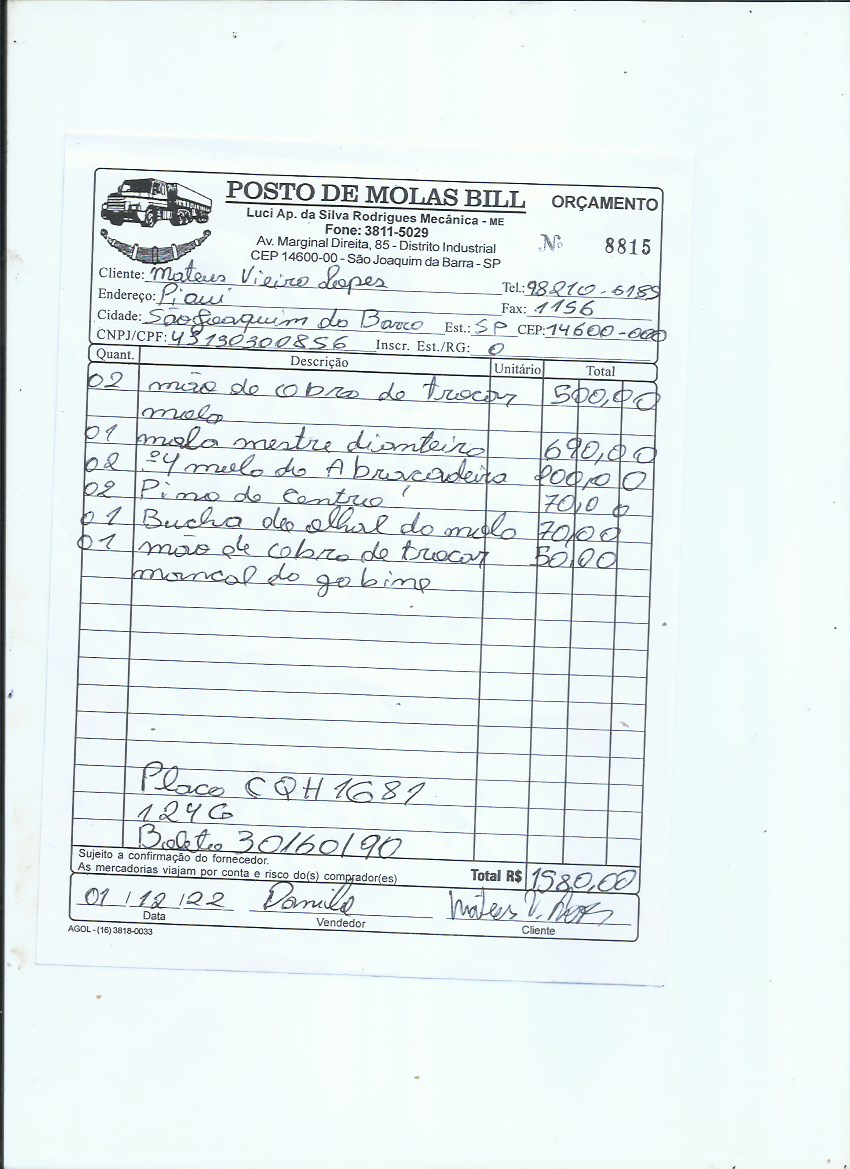 POSTO DE MOLAS BILL ORÇAMENTO
Luci Ap. da Silva Rodrigues Mecânica - ME
Fone: 3811-5029
Av. Marginal Direita, 85 - Distrito Industrial
CEP 14600-00 - São Joaquim da Barra - SP
Nº 8815
Cliente: Mateus Vieira Lopes Tel.: 98210-6189
Endereço: Piauí Fax: 1156
Cidade: São Joaquim da Barra Est.: SP CEP: 14600-000
CNPJ/CPF: 43130300856 Inscr. Est./RG: 0
Quant. Descrição Unitário Total
02 mão de obra de trocar 500,00
mola
01 mola mestre dianteira 690,00
02 mola do Abracadeira 200,00
02 Pino de Centro 70,00
01 Bucha do olhal do mola 70,00
01 mão de cobra de trocar 50,00
mancal do gabine
Placa CQH1681
124G
Boleto 30/60/90
Sujeito a confirmação do fornecedor.
As mercadorias viajam por conta e risco do(s) comprador(es) Total R$ 1580,00
01/12/22 Danilo Mateus V. Lopes
Data Vendedor Cliente
AGOL - (16) 3818-0033